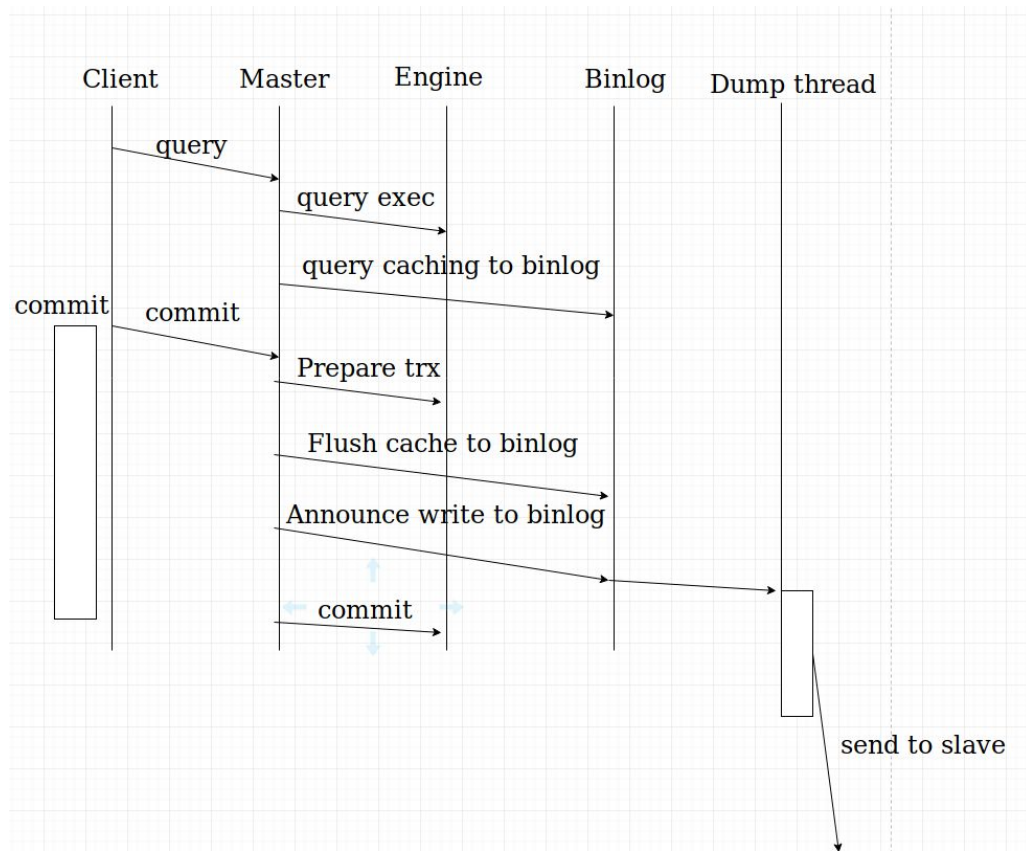 Client
Master
Engine
Binlog
Dump thread
query
query exec
query caching to binlog
commit
commit
Prepare trx
Flush cache to binlog
Announce write to binlog
commit
send to slave